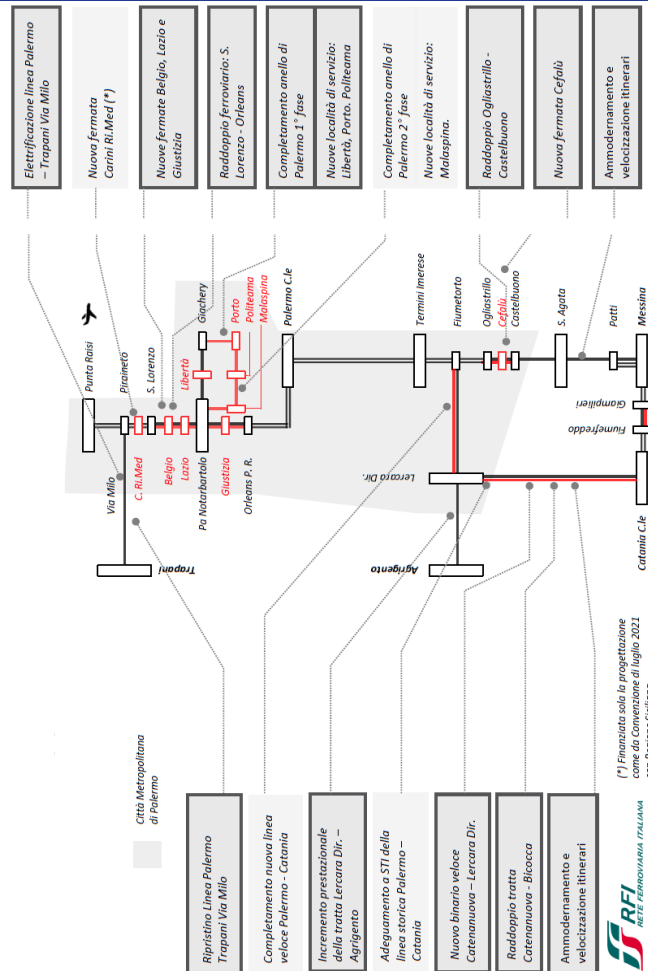 Elettrificazione linea Palermo
– Trapani Via Milo
Nuova fermata
Carini Ri.Med (*)
Nuove fermate Belgio, Lazio e
Giustizia
Raddoppio ferroviario: S.
Lorenzo - Orleans
Completamento anello di
Palermo 1° fase
Nuove località di servizio:
Libertà, Porto. Politeama
Completamento anello di
Palermo 2° fase
Nuove località di servizio:
Malaspina.
Raddoppio Ogliastrillo -
Castelbuono
Nuova fermata Cefalù
Ammodernamento e
velocizzazione itinerari
Punta Raisi
Piraineto
S. Lorenzo
Giachery
Libertà
Porto
Politeama
Malaspina
Palermo C.le
Termini Imerese
Fiumetorto
Ogliastrillo
Cefalù
Castelbuono
S. Agata
Patti
Messina
Via Milo
C. Ri.Med
Belgio
Lazio
Pa Notarbartolo
Giustizia
Orleans P. R.
Lercara Dir.
Giampilieri
Fiumefreddo
Catania C.le
Trapani
Agrigento
Città Metropolitana
di Palermo
Ripristino Linea Palermo
Trapani Via Milo
Completamento nuova linea
veloce Palermo - Catania
Incremento prestazionale
della tratta Lercara Dir. –
Agrigento
Adeguamento a STI della
linea storica Palermo –
Catania
Nuovo binario veloce
Catenanuova – Lercara Dir.
Raddoppio tratta
Catenanuova - Bicocca
Ammodernamento e
velocizzazione itinerari
(*) Finanziata sola la progettazione
come da Convenzione di luglio 2021
RFI
RETE FERROVIARIA ITALIANA